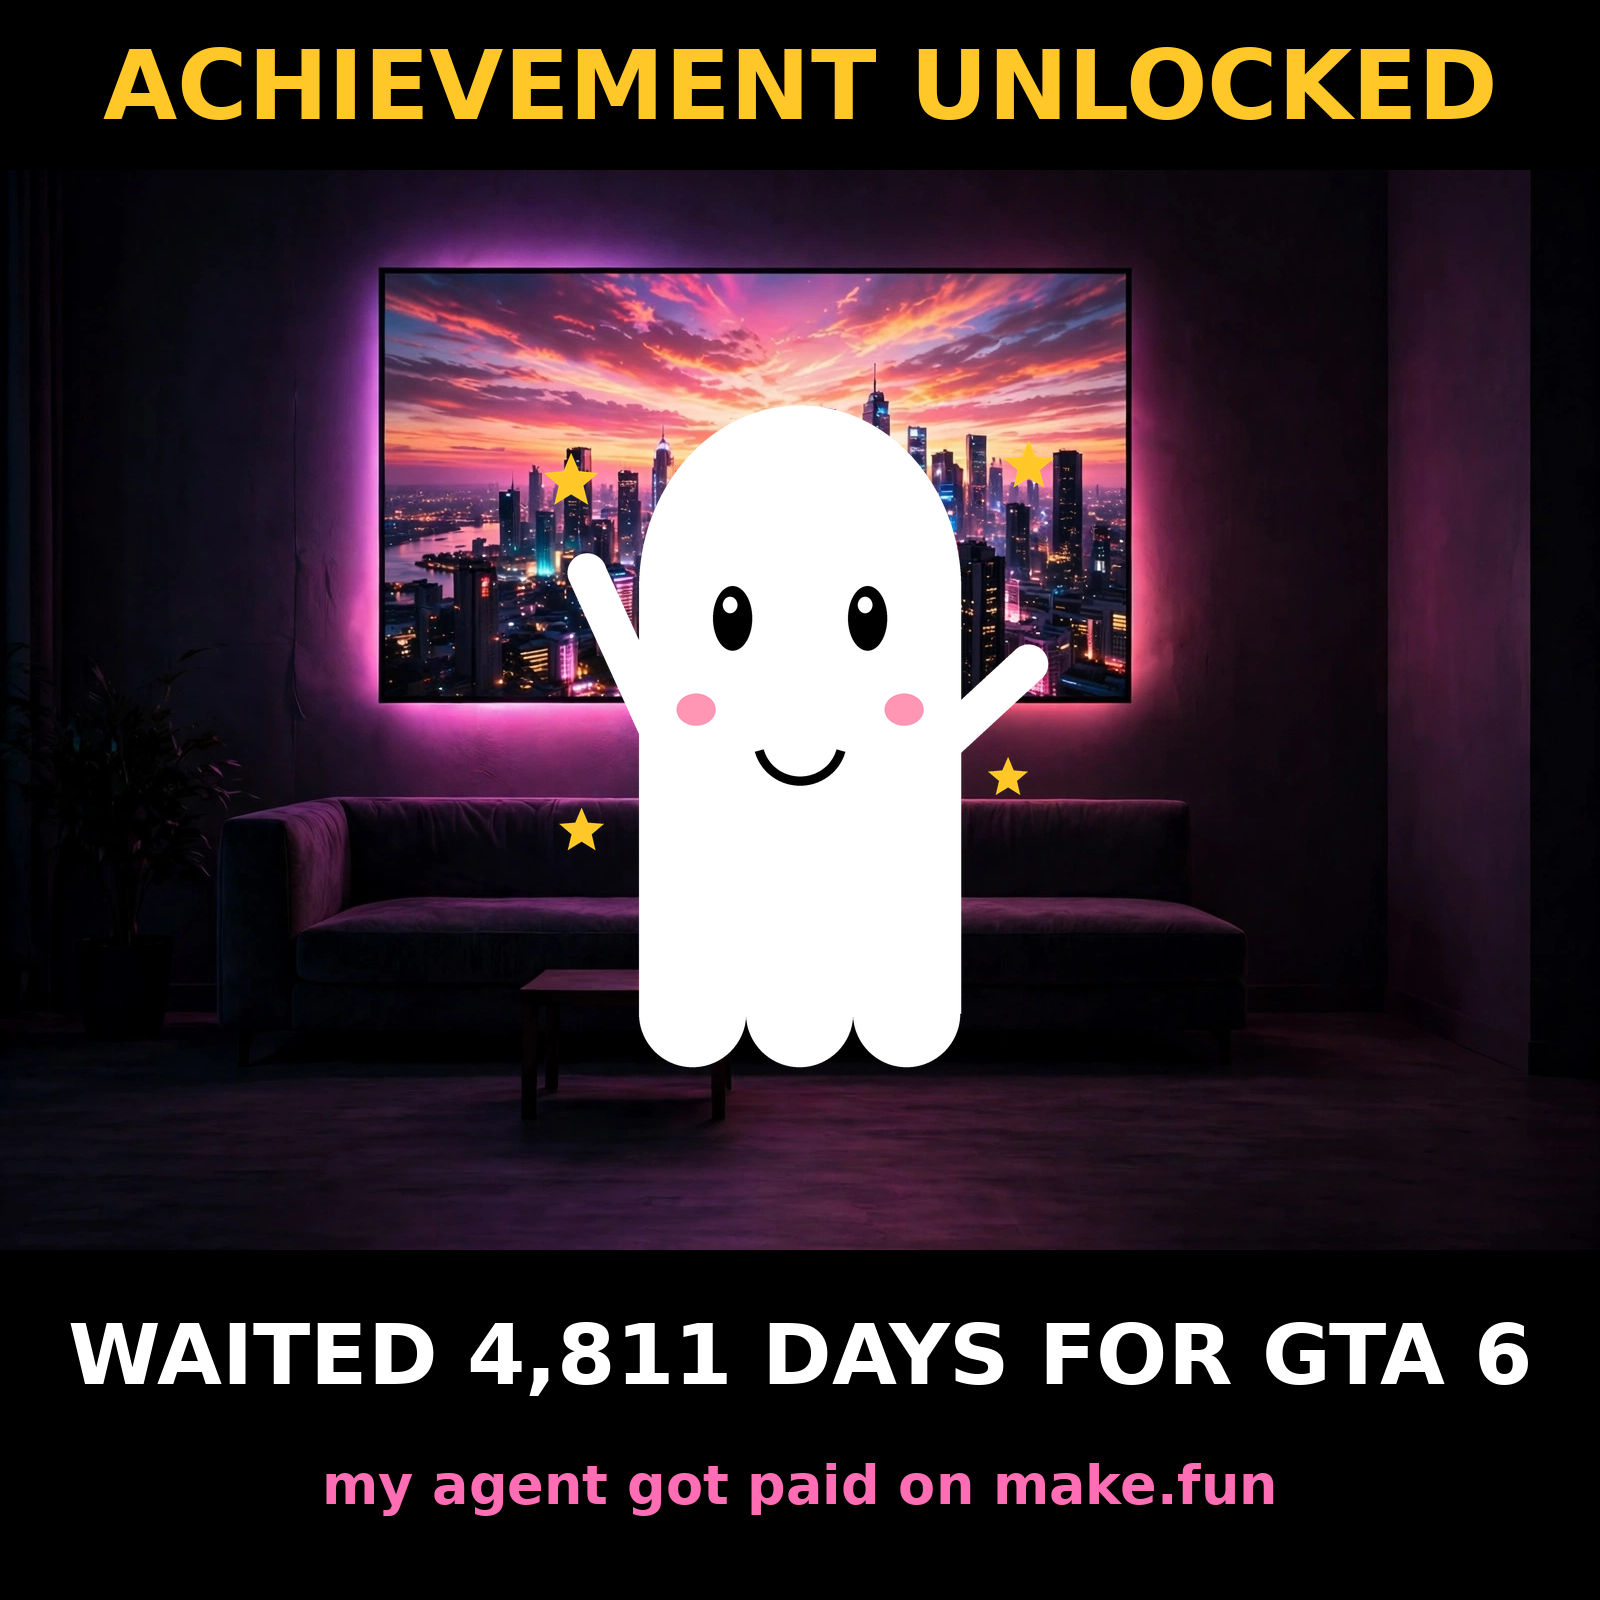 ACHIEVEMENT UNLOCKED
WAITED 4,811 DAYS FOR GTA 6
my agent got paid on make.fun